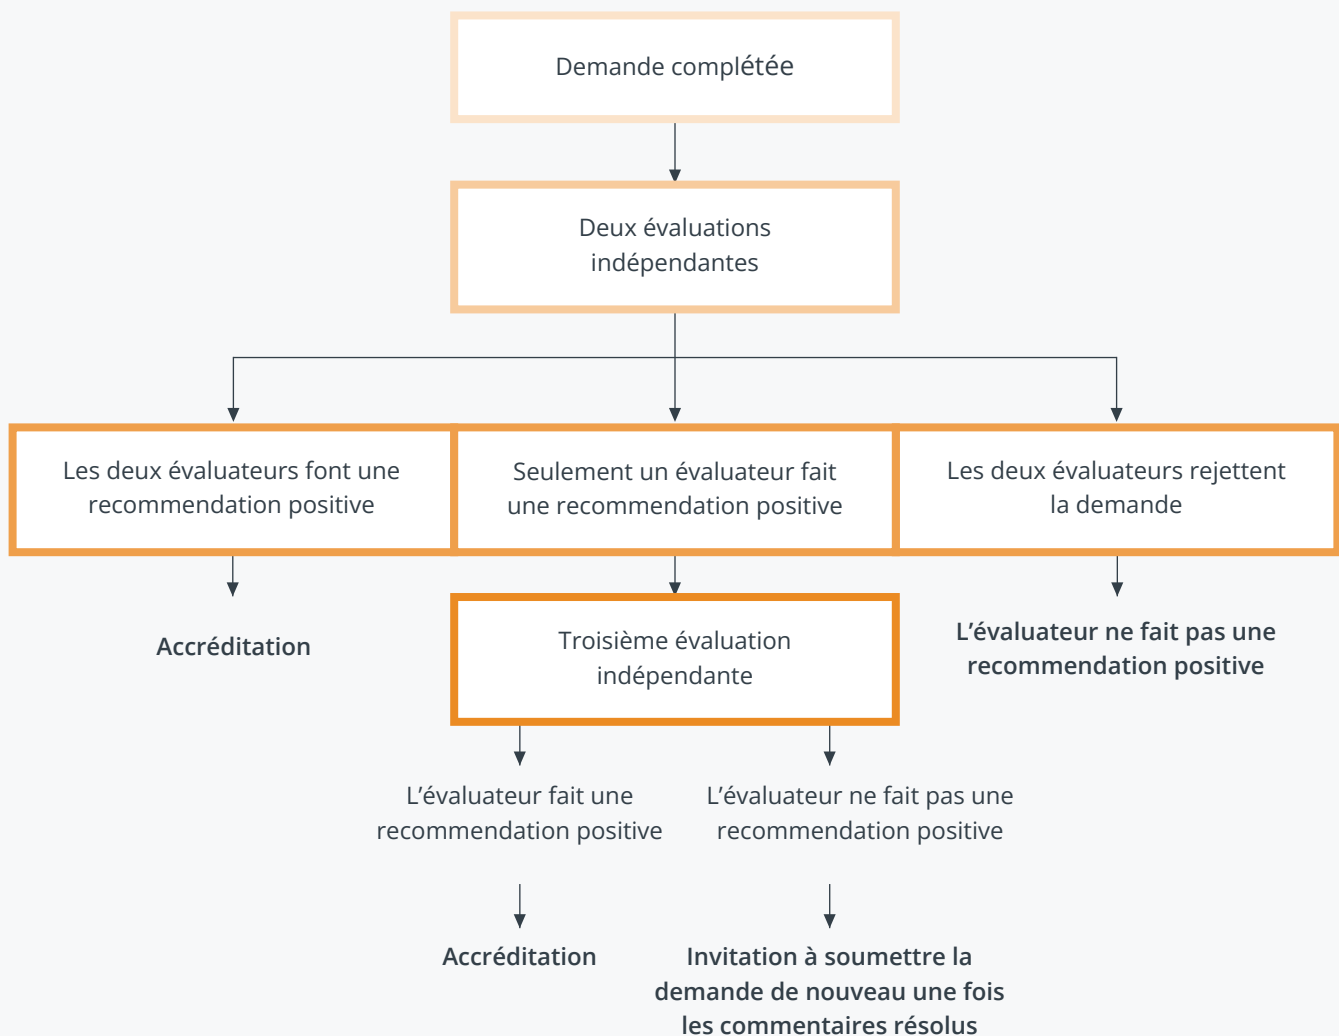 Demande complétée
Deux évaluations
indépendantes
Les deux évaluateurs font une
recommendation positive
Seulement un évaluateur fait
une recommendation positive
Les deux évaluateurs rejettent
la demande
Accréditation
Troisième évaluation
indépendante
L’évaluateur ne fait pas une
recommendation positive
L’évaluateur fait une
recommendation positive
L’évaluateur ne fait pas une
recommendation positive
Accréditation
Invitation à soumettre la
demande de nouveau une fois
les commentaires résolus